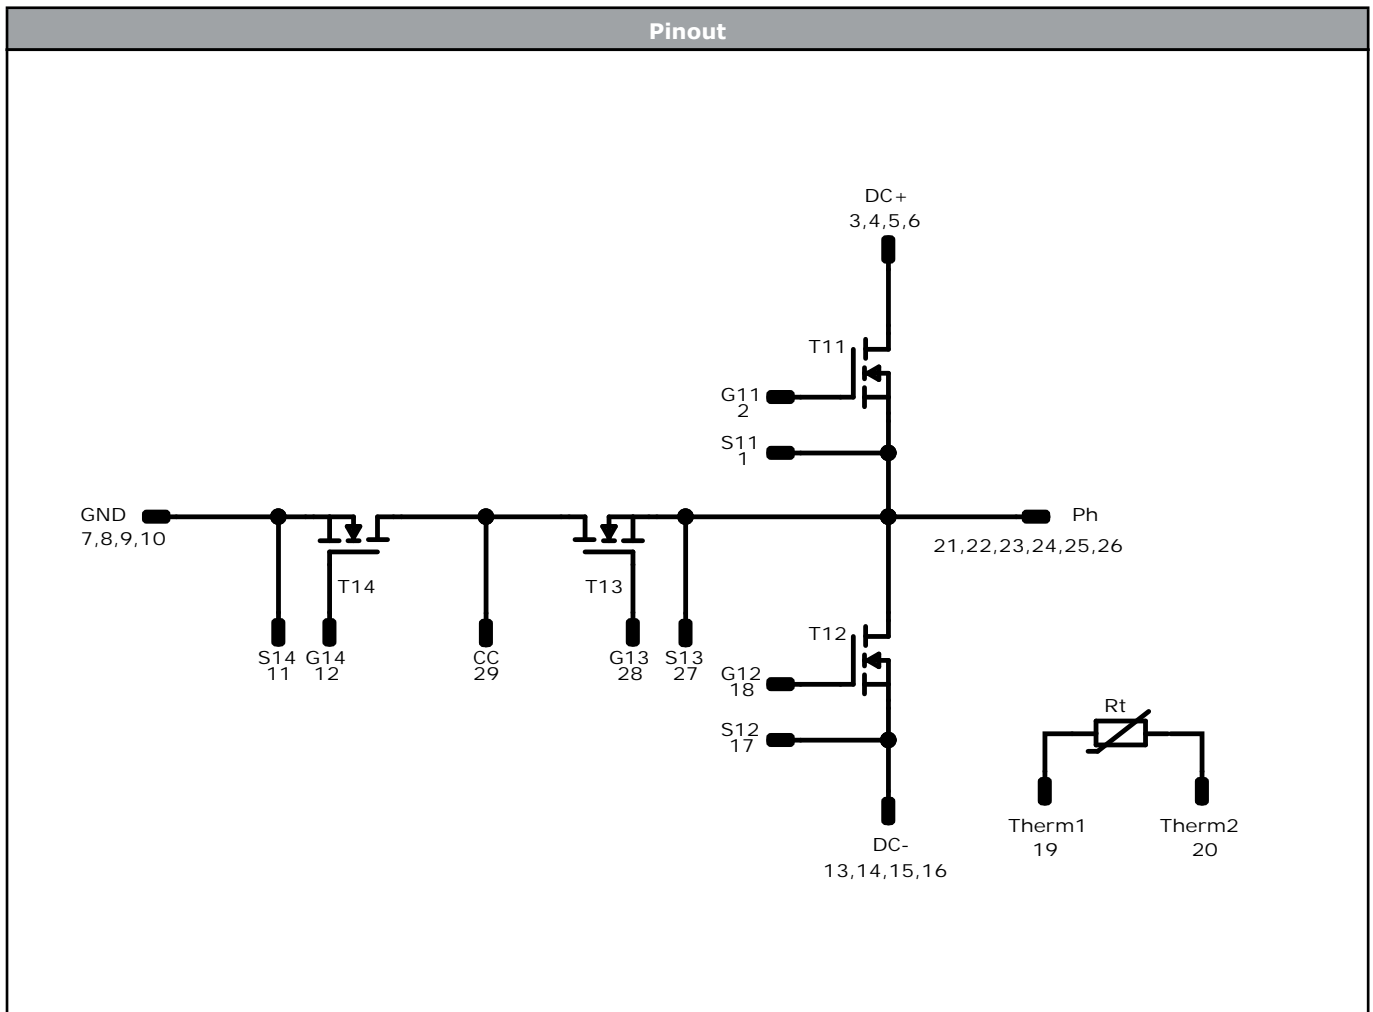 Pinout
DC+
3,4,5,6
T11
G11
2
S11
1
GND
7,8,9,10
Ph
21,22,23,24,25,26
T14
T13
S14
11
G14
12
CC
29
G13
28
S13
27
T12
G12
18
S12
17
DC-
13,14,15,16
Rt
Therm1
19
Therm2
20